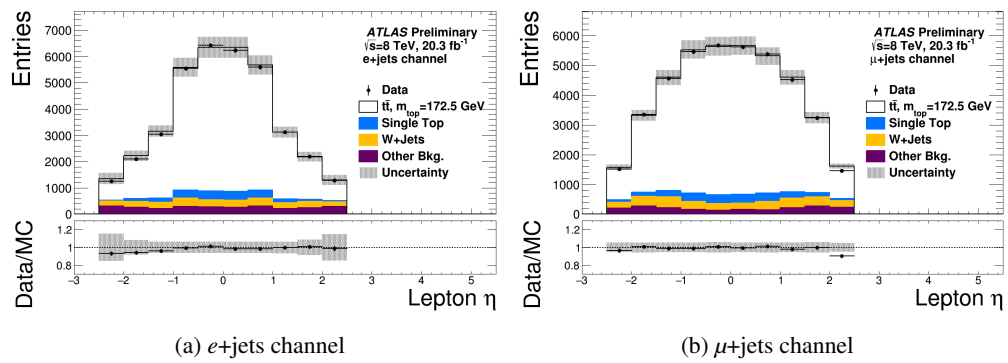 Entries
7000
6000
5000
4000
3000
2000
1000
0
ATLAS Preliminary
√s=8 TeV, 20.3 fb⁻¹
e+jets channel
Data
tt̄, m_top=172.5 GeV
Single Top
W+Jets
Other Bkg.
Uncertainty
Data/MC
1.2
1
0.8
−3 −2 −1 0 1 2 3 4 5
Lepton η
(a) e+jets channel
Entries
6000
5000
4000
3000
2000
1000
0
ATLAS Preliminary
√s=8 TeV, 20.3 fb⁻¹
μ+jets channel
Data
tt̄, m_top=172.5 GeV
Single Top
W+Jets
Other Bkg.
Uncertainty
Data/MC
1.2
1
0.8
−3 −2 −1 0 1 2 3 4 5
Lepton η
(b) μ+jets channel